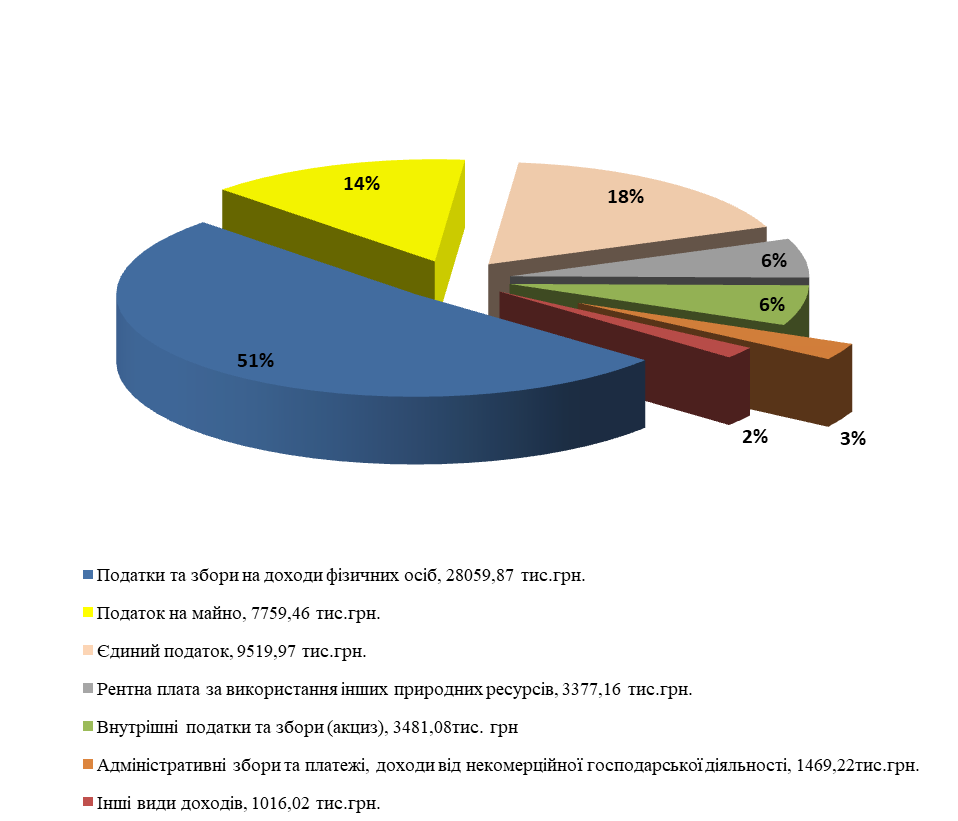 14%
18%
6%
6%
51%
2%
3%
Податки та збори на доходи фізичних осіб, 28059,87 тис.грн.
Податок на майно, 7759,46 тис.грн.
Єдиний податок, 9519,97 тис.грн.
Рентна плата за використання інших природних ресурсів, 3377,16 тис.грн.
Внутрішні податки та збори (акциз), 3481,08тис. грн
Адміністративні збори та платежі, доходи від некомерційної господарської діяльності, 1469,22тис.грн.
Інші види доходів, 1016,02 тис.грн.